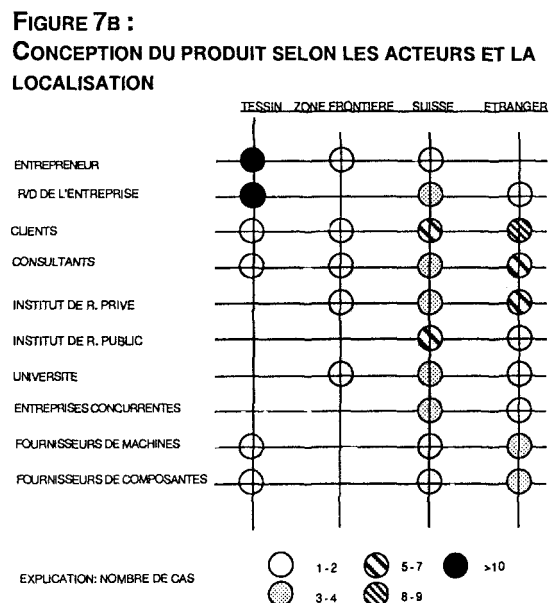 FIGURE 7B :
CONCEPTION DU PRODUIT SELON LES ACTEURS ET LA
LOCALISATION
TESSIN ZONE FRONTIERE SUISSE ETRANGER
ENTREPRENEUR
R/D DE L'ENTREPRISE
CLIENTS
CONSULTANTS
INSTITUT DE R. PRIVE
INSTITUT DE R. PUBLIC
UNIVERSITE
ENTREPRISES CONCURRENTES
FOURNISSEURS DE MACHINES
FOURNISSEURS DE COMPOSANTES
EXPLICATION: NOMBRE DE CAS
1-2 5-7 >10
3-4 8-9